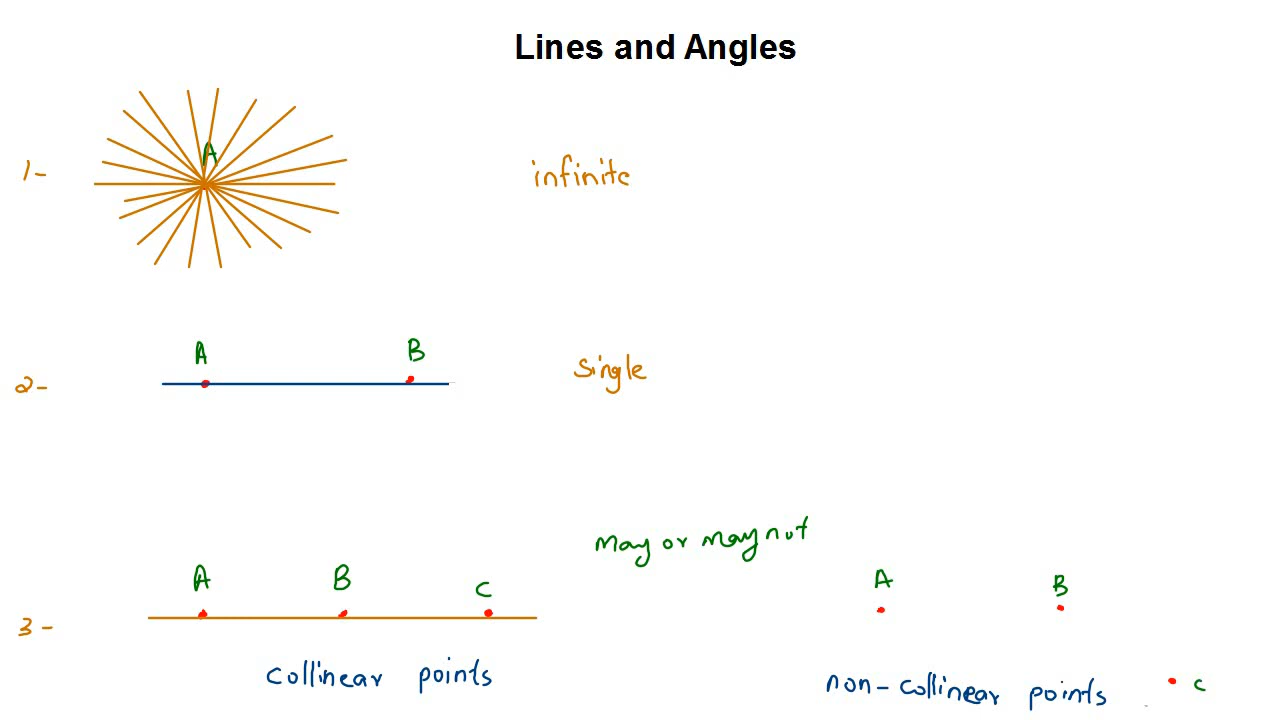 Lines and Angles
1- A infinite
A B
2- Single
May or may not
A B C A B
3-
Collinear points non-collinear points C